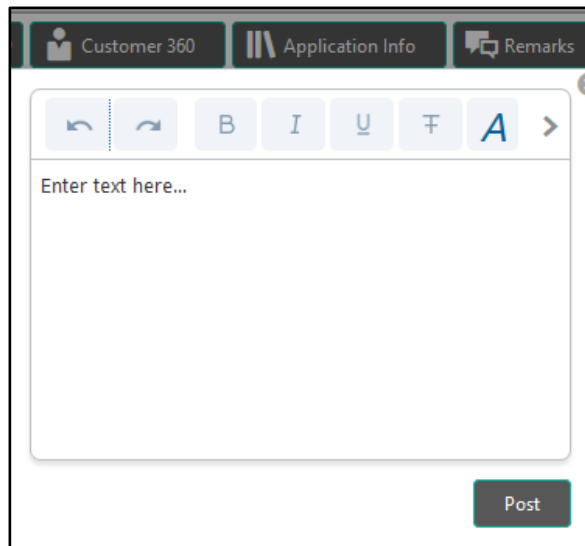 Customer 360
Application Info
Remarks
B I U T A
Enter text here...
Post